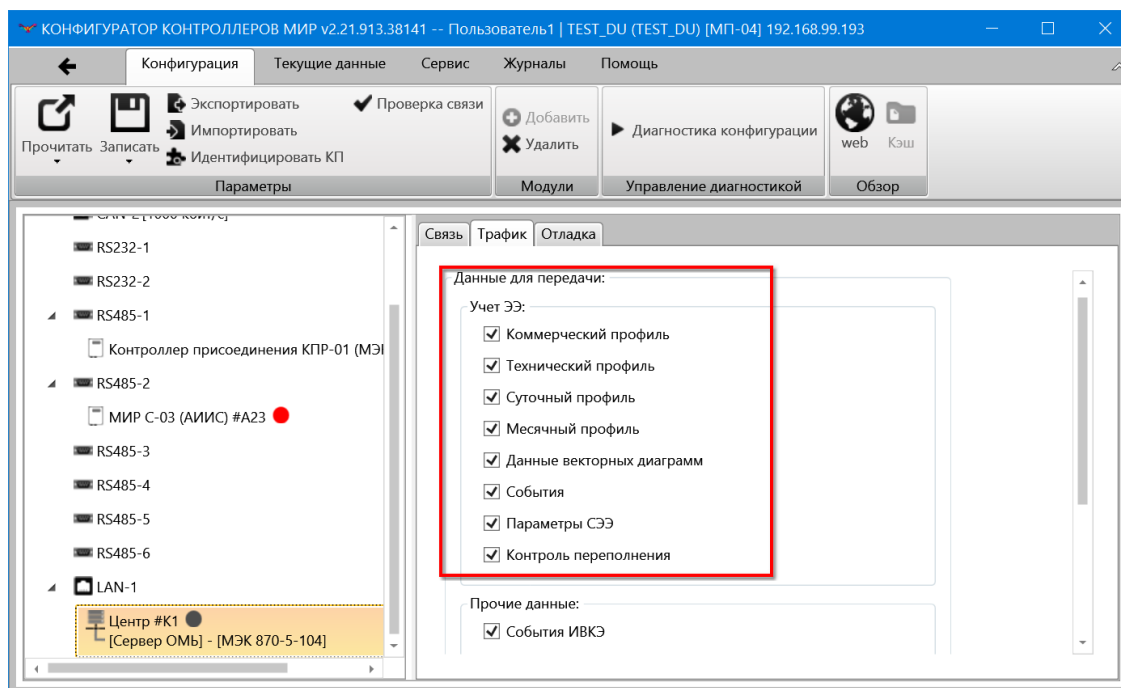 КОНФИГУРАТОР КОНТРОЛЛЕРОВ МИР v2.21.913.38141 -- Пользователь1 | TEST_DU (TEST_DU) [МП-04] 192.168.99.193
Конфигурация Текущие данные Сервис Журналы Помощь
Прочитать
Записать
Экспортировать
Импортировать
Идентифицировать КП
Проверка связи
Параметры
Добавить
Удалить
Модули
Диагностика конфигурации
Управление диагностикой
web Кэш
Обзор
RS232-1
RS232-2
RS485-1
Контроллер присоединения КПР-01 (МЭК
RS485-2
МИР С-03 (АИИС) #A23
RS485-3
RS485-4
RS485-5
RS485-6
LAN-1
Центр #K1
[Сервер ОМЬ] - [МЭК 870-5-104]
Связь Трафик Отладка
Данные для передачи:
Учет ЭЭ:
Коммерческий профиль
Технический профиль
Суточный профиль
Месячный профиль
Данные векторных диаграмм
События
Параметры СЭЭ
Контроль переполнения
Прочие данные:
События ИВКЭ